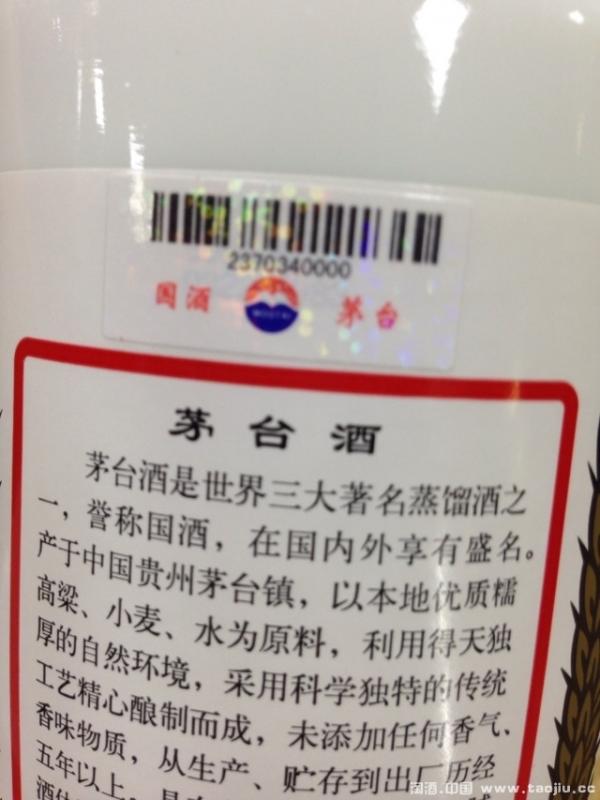 2370340000
国酒 茅台
MOUTAI
茅台酒
茅台酒是世界三大著名蒸馏酒之
一，誉称国酒，在国内外享有盛名。
产于中国贵州茅台镇，以本地优质糯
高粱、小麦、水为原料，利用得天独
厚的自然环境，采用科学独特的传统
工艺精心酿制而成，未添加任何香气、
香味物质，从生产、贮存到出厂历经
五年以上，具
酒
酒.中国 www.taojiu.cc